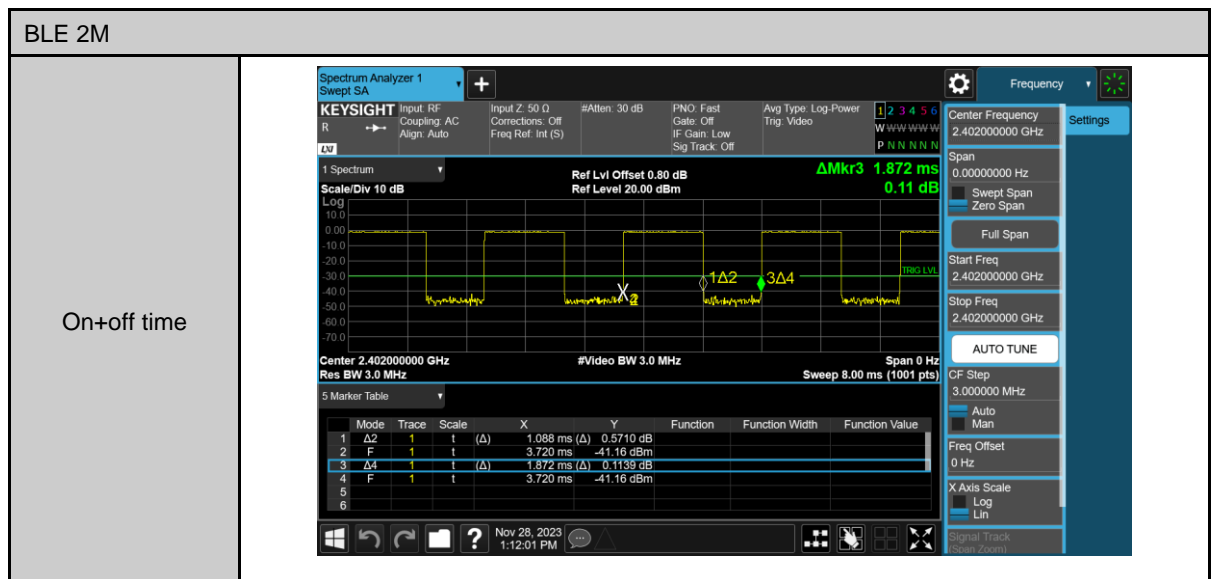 BLE 2M
On+off time
Spectrum Analyzer 1
Swept SA
+
Frequency
KEYSIGHT
R
LXI
Input: RF
Coupling: AC
Align: Auto
Input Z: 50 Ω
Corrections: Off
Freq Ref: Int (S)
#Atten: 30 dB
PNO: Fast
Gate: Off
IF Gain: Low
Sig Track: Off
Avg Type: Log-Power
Trig: Video
1 2 3 4 5 6
W W W W W W
P N N N N N
1 Spectrum
Scale/Div 10 dB
Ref Lvl Offset 0.80 dB
Ref Level 20.00 dBm
ΔMkr3 1.872 ms
0.11 dB
Log
10.0
0.00
-10.0
-20.0
-30.0
-40.0
-50.0
-60.0
-70.0
TRIG LVL
1Δ2
3Δ4
X
Center 2.402000000 GHz
#Video BW 3.0 MHz
Span 0 Hz
Res BW 3.0 MHz
Sweep 8.00 ms (1001 pts)
5 Marker Table
Mode Trace Scale X Y Function Function Width Function Value
1 Δ2 1 t (Δ) 1.088 ms (Δ) 0.5710 dB
2 F 1 t 3.720 ms -41.16 dBm
3 Δ4 1 t (Δ) 1.872 ms (Δ) 0.1139 dB
4 F 1 t 3.720 ms -41.16 dBm
5
6
?
Nov 28, 2023
1:12:01 PM
Center Frequency
2.402000000 GHz
Settings
Span
0.00000000 Hz
Swept Span
Zero Span
Full Span
Start Freq
2.402000000 GHz
Stop Freq
2.402000000 GHz
AUTO TUNE
CF Step
3.000000 MHz
Auto
Man
Freq Offset
0 Hz
X Axis Scale
Log
Lin
Signal Track
(Span Zoom)